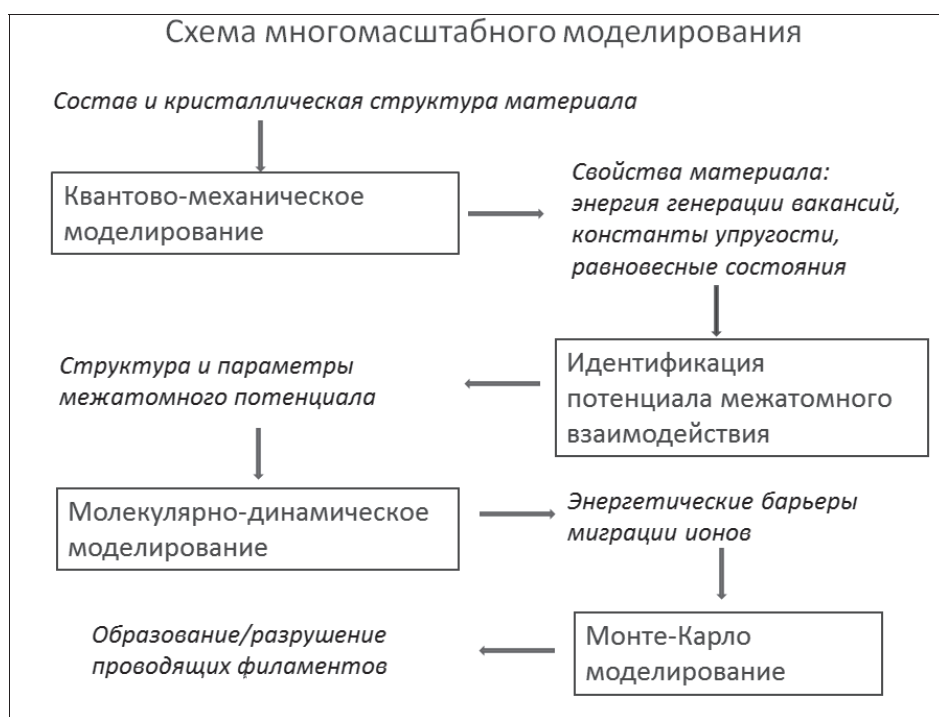 Схема многомасштабного моделирования
Состав и кристаллическая структура материала
Квантово-механическое
моделирование
Свойства материала:
энергия генерации вакансий,
константы упругости,
равновесные состояния
Идентификация
потенциала межатомного
взаимодействия
Структура и параметры
межатомного потенциала
Молекулярно-динамическое
моделирование
Энергетические барьеры
миграции ионов
Монте-Карло
моделирование
Образование/разрушение
проводящих филаментов